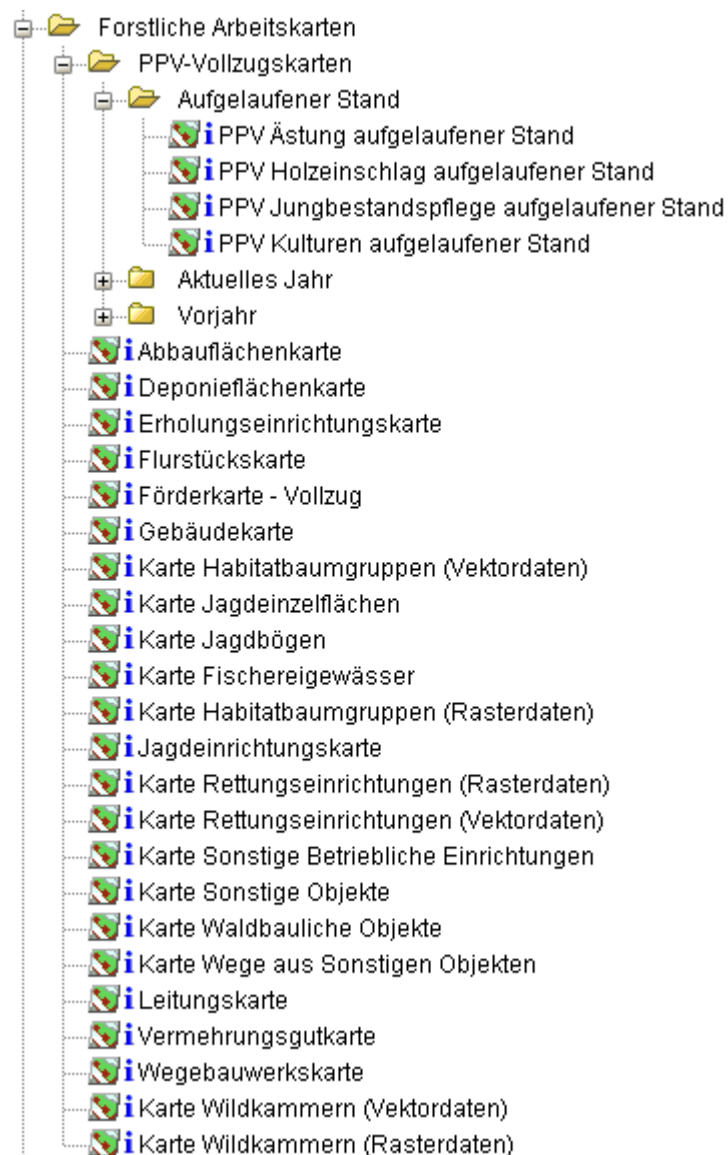 Forstliche Arbeitskarten
PPV-Vollzugskarten
Aufgelaufener Stand
i PPV Ästung aufgelaufener Stand
i PPV Holzeinschlag aufgelaufener Stand
i PPV Jungbestandspflege aufgelaufener Stand
i PPV Kulturen aufgelaufener Stand
Aktuelles Jahr
Vorjahr
i Abbauflächenkarte
i Deponieflächenkarte
i Erholungseinrichtungskarte
i Flurstückskarte
i Förderkarte - Vollzug
i Gebäudekarte
i Karte Habitatbaumgruppen (Vektordaten)
i Karte Jagdeinzelflächen
i Karte Jagdbögen
i Karte Fischereigewässer
i Karte Habitatbaumgruppen (Rasterdaten)
i Jagdeinrichtungskarte
i Karte Rettungseinrichtungen (Rasterdaten)
i Karte Rettungseinrichtungen (Vektordaten)
i Karte Sonstige Betriebliche Einrichtungen
i Karte Sonstige Objekte
i Karte Waldbauliche Objekte
i Karte Wege aus Sonstigen Objekten
i Leitungskarte
i Vermehrungsgutkarte
i Wegebauwerkskarte
i Karte Wildkammern (Vektordaten)
i Karte Wildkammern (Rasterdaten)